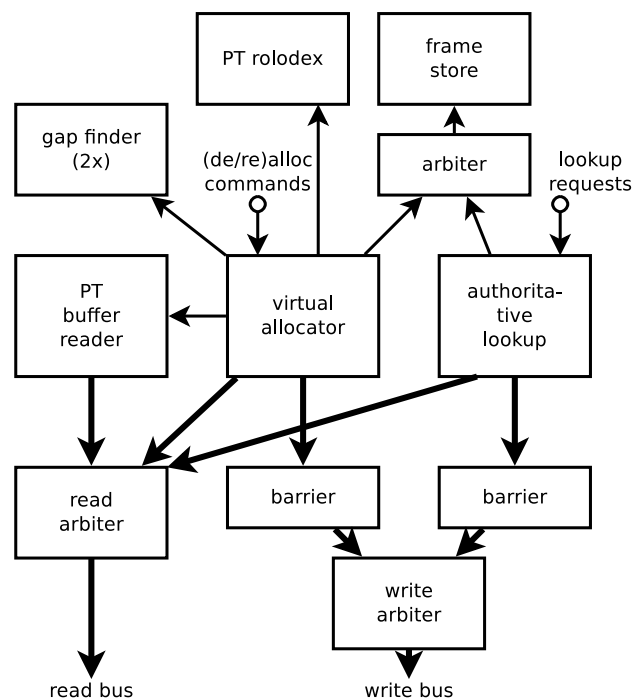 PT rolodex
frame
store
gap finder
(2x)
(de/re)alloc
commands
arbiter
lookup
requests
PT
buffer
reader
virtual
allocator
authorita-
tive
lookup
read
arbiter
barrier
barrier
write
arbiter
read bus
write bus